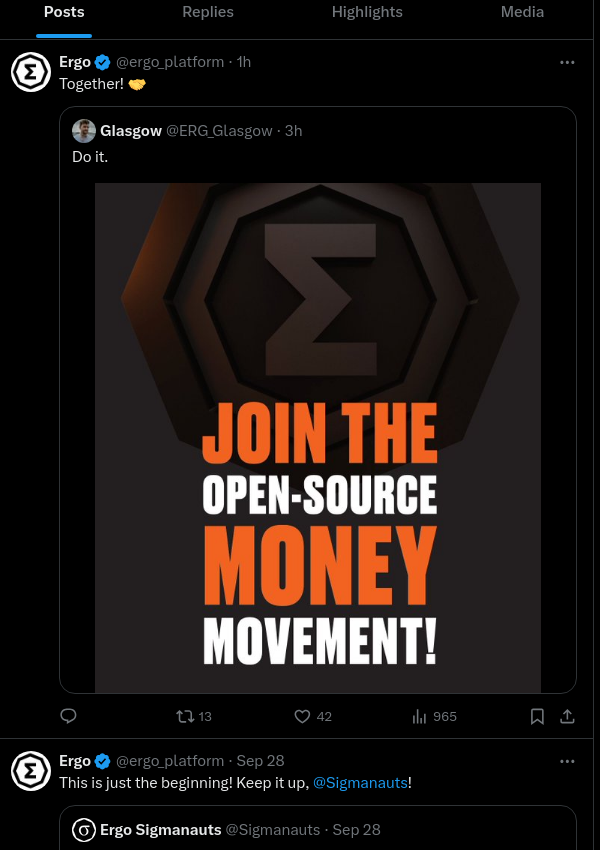 Posts Replies Highlights Media
Ergo @ergo_platform · 1h
Together! 🤝
Glasgow @ERG_Glasgow · 3h
Do it.
Σ
JOIN THE
OPEN-SOURCE
MONEY
MOVEMENT!
13 42 965
Ergo @ergo_platform · Sep 28
This is just the beginning! Keep it up, @Sigmanauts!
Ergo Sigmanauts @Sigmanauts · Sep 28